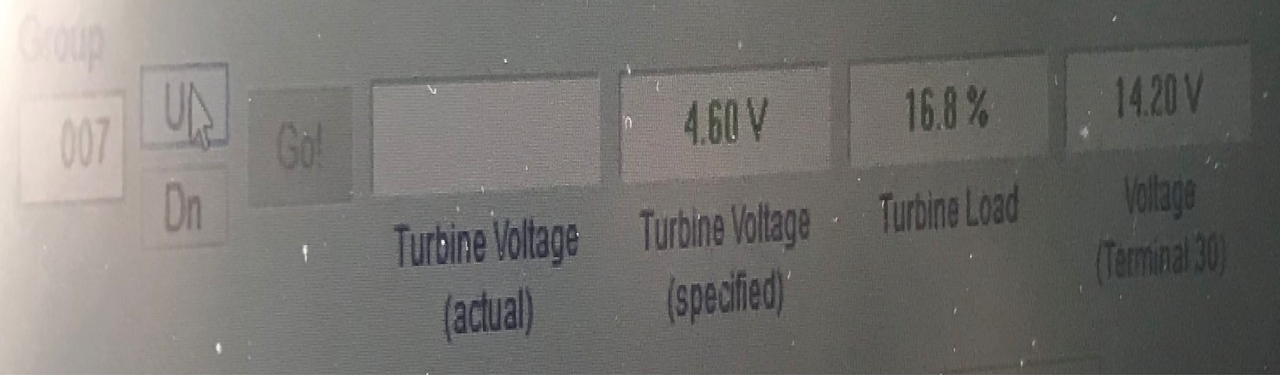 Group
007
Up
Dn
Go!
4.60 V
16.8 %
14.20 V
Turbine Voltage
(actual)
Turbine Voltage
(specified)
Turbine Load
Voltage
(Terminal 30)